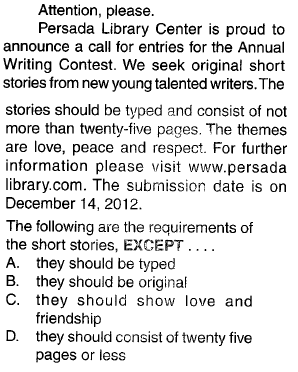 Attention, please.
Persada Library Center is proud to
announce a call for entries for the Annual
Writing Contest. We seek original short
stories from new young talented writers. The
stories should be typed and consist of not
more than twenty-five pages. The themes
are love, peace and respect. For further
information please visit www.persada
library.com. The submission date is on
December 14, 2012.
The following are the requirements of
the short stories, EXCEPT ....
A. they should be typed
B. they should be original
C. they should show love and
friendship
D. they should consist of twenty five
pages or less